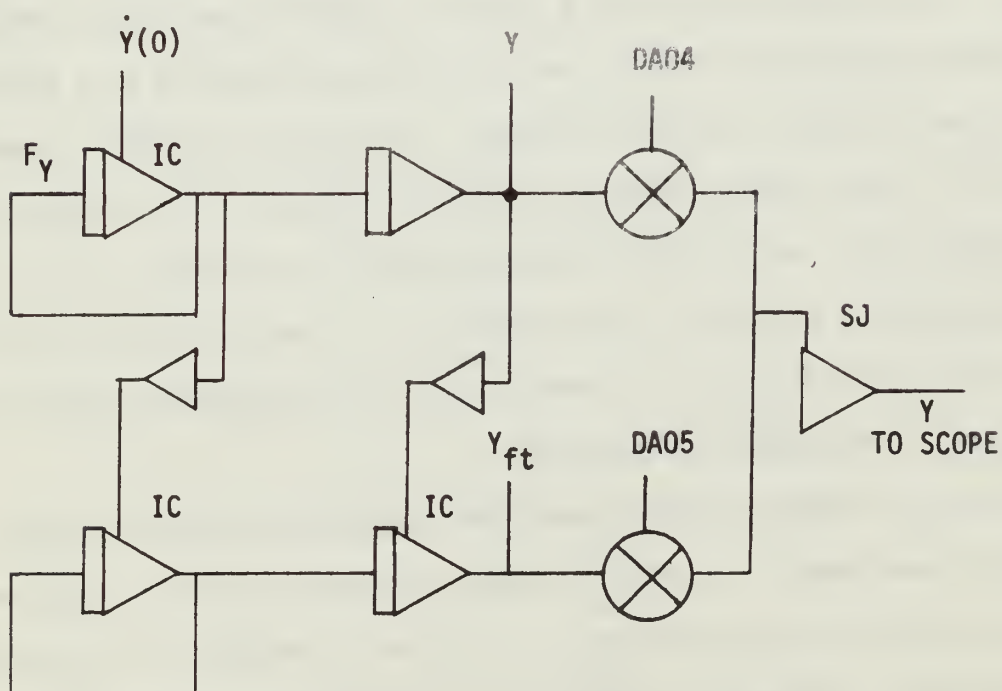 Ẏ(0)
Y
DA04
F_Y
IC
SJ
Y
TO SCOPE
Y_ft
DA05
IC
IC